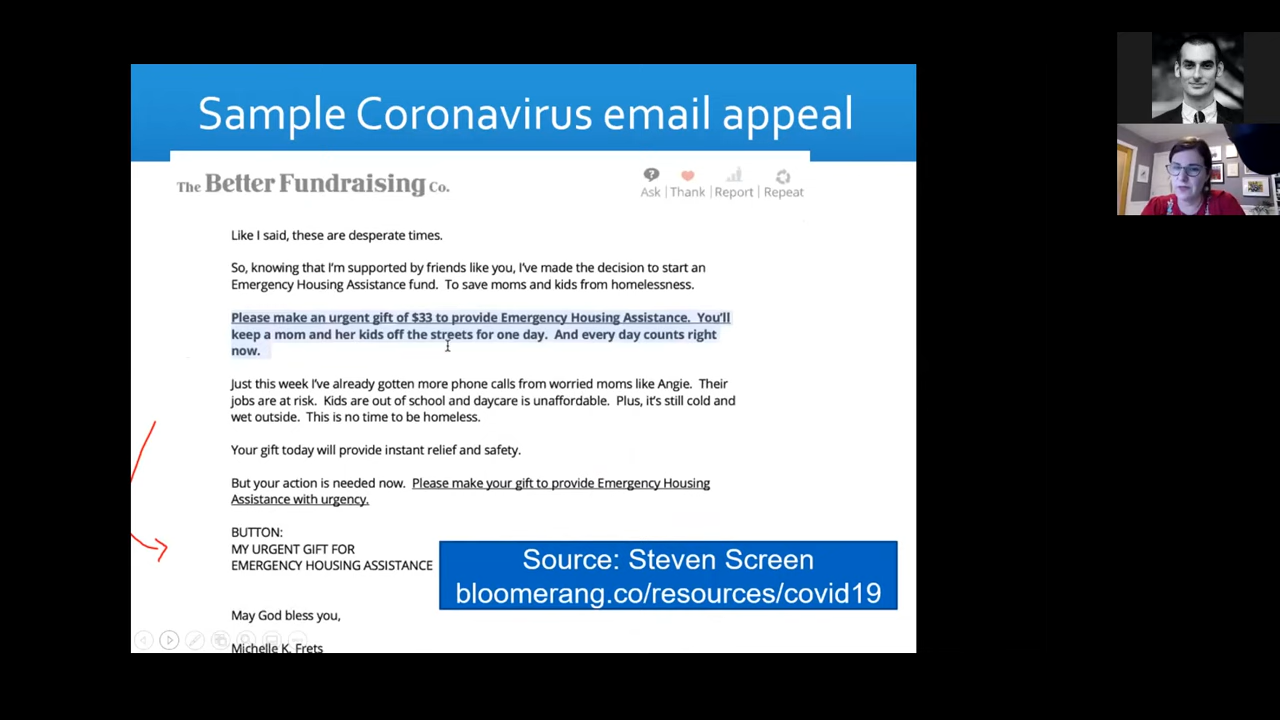 Sample Coronavirus email appeal
The Better Fundraising Co.
Ask | Thank | Report | Repeat
Like I said, these are desperate times.
So, knowing that I'm supported by friends like you, I've made the decision to start an
Emergency Housing Assistance fund.  To save moms and kids from homelessness.
Please make an urgent gift of $33 to provide Emergency Housing Assistance.  You'll
keep a mom and her kids off the streets for one day.  And every day counts right
now.
Just this week I've already gotten more phone calls from worried moms like Angie.  Their
jobs are at risk.  Kids are out of school and daycare is unaffordable.  Plus, it's still cold and
wet outside.  This is no time to be homeless.
Your gift today will provide instant relief and safety.
But your action is needed now.  Please make your gift to provide Emergency Housing
Assistance with urgency.
BUTTON:
MY URGENT GIFT FOR
EMERGENCY HOUSING ASSISTANCE
Source: Steven Screen
bloomerang.co/resources/covid19
May God bless you,
Michelle K. Frets